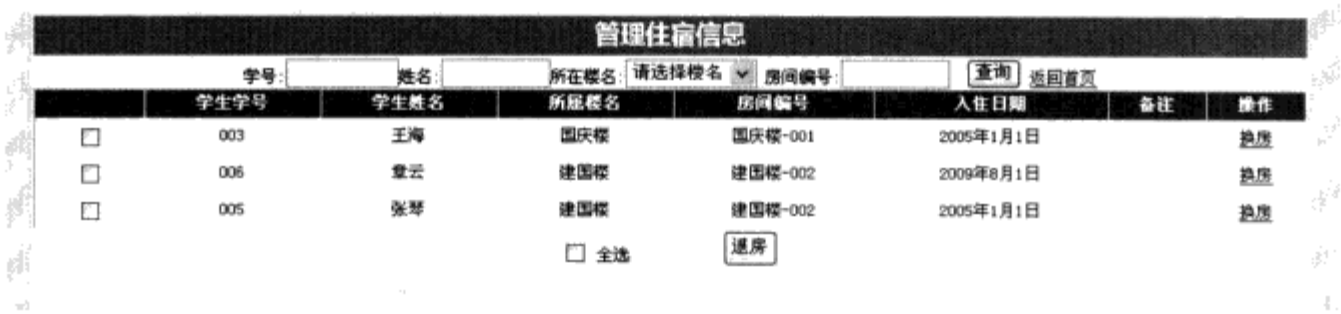 管理住宿信息
学号: 姓名: 所在楼名: 请选择楼名 房间编号: 查询 返回首页
学生学号 学生姓名 所属楼名 房间编号 入住日期 备注 操作
003 王海 国庆楼 国庆楼-001 2005年1月1日 换房
006 章云 建国楼 建国楼-002 2009年8月1日 换房
005 张琴 建国楼 建国楼-002 2005年1月1日 换房
全选 退房